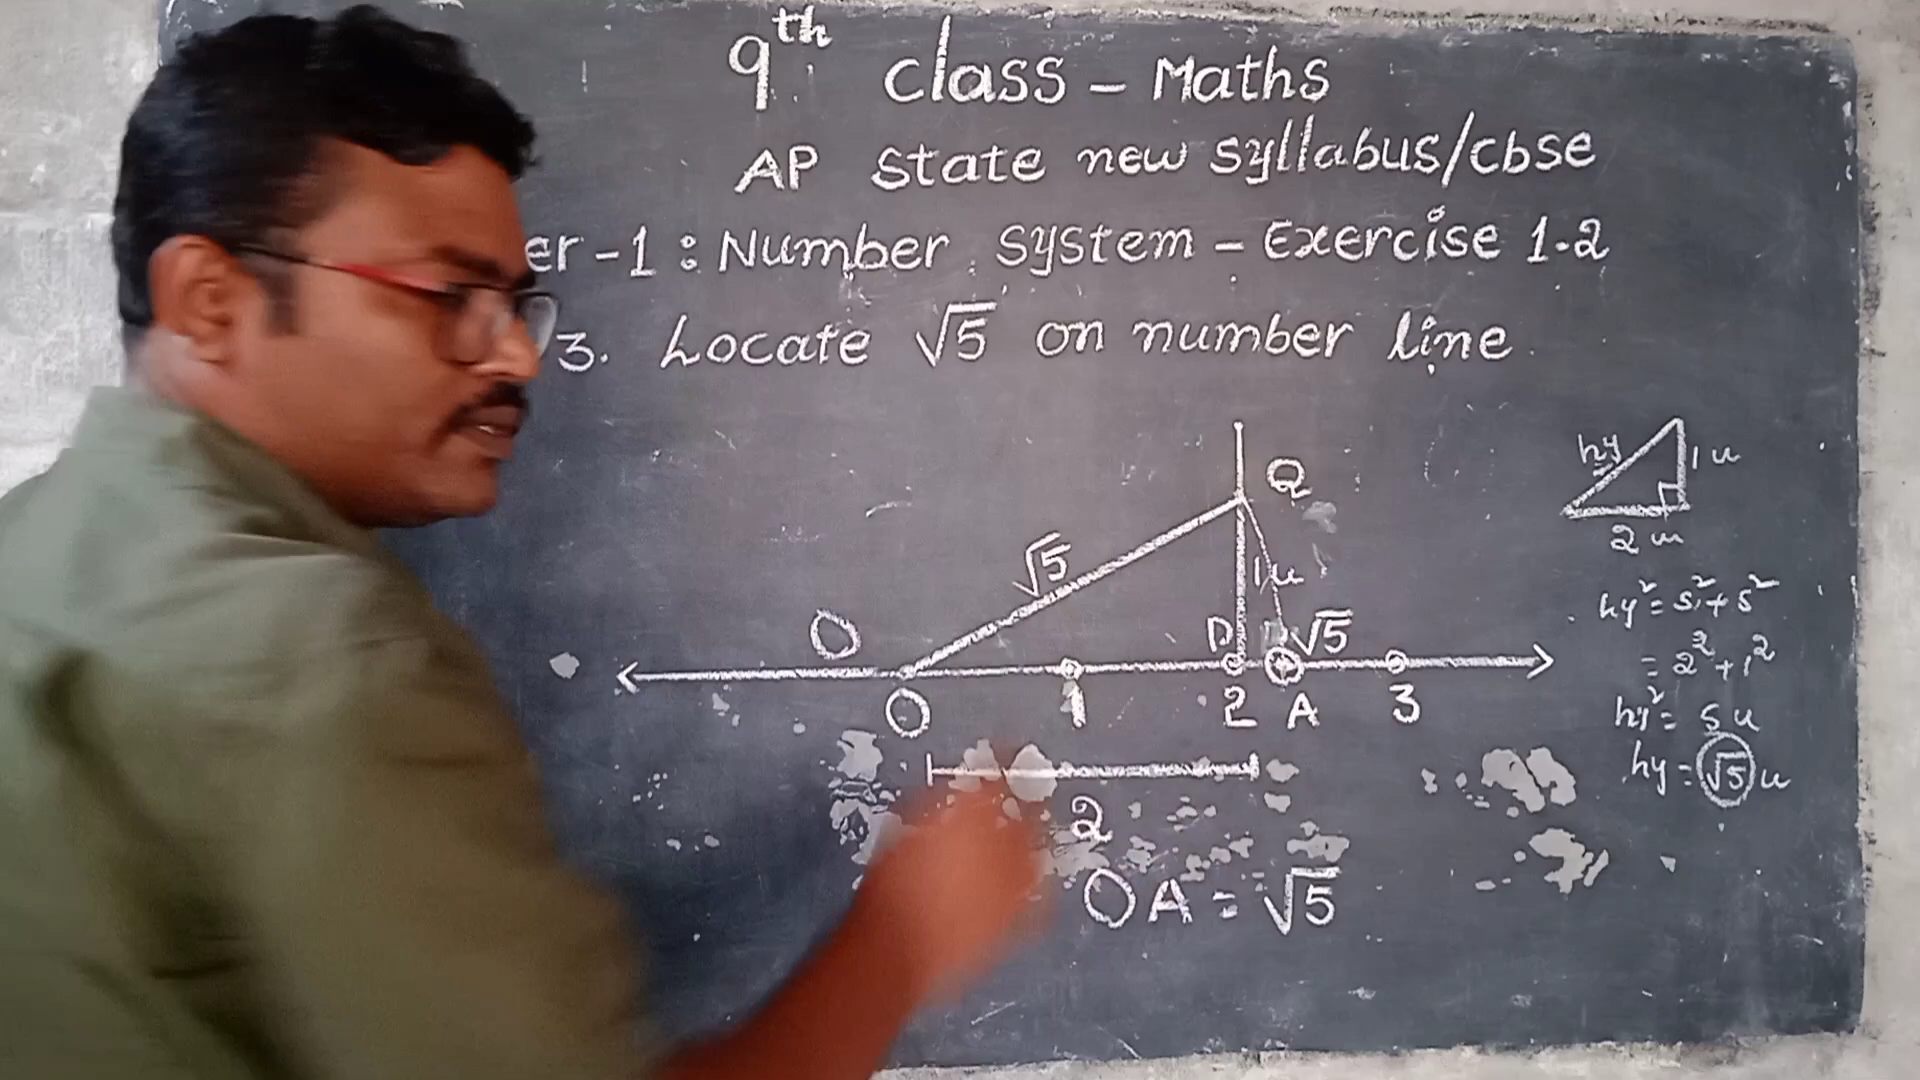 9th class - Maths
AP state new syllabus/cbse
er-1 : Number system - Exercise 1.2
3. Locate √5 on number line
Q
hy
1u
2u
√5
1u
O
D
√5
0 1 2 A 3
2
OA = √5
hy² = s² + s²
= 2² + 1²
hy² = 5 u
hy = √5 u